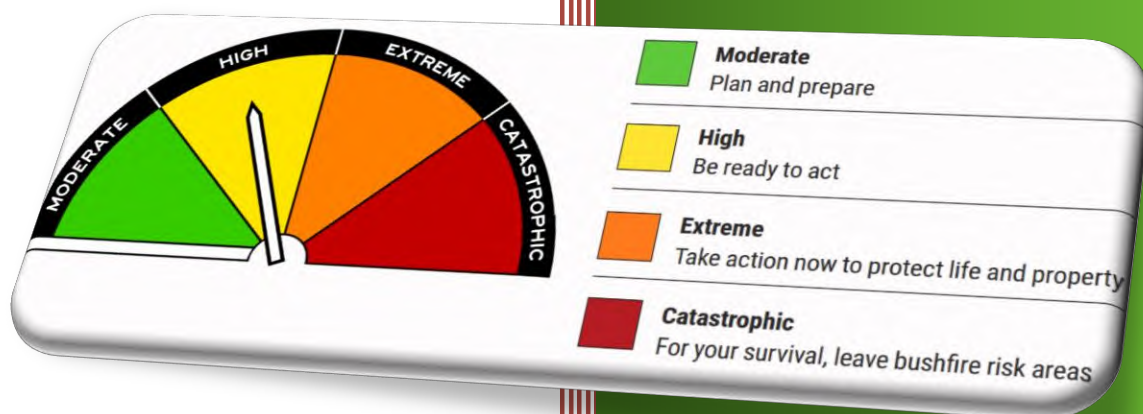 MODERATE
HIGH
EXTREME
CATASTROPHIC
Moderate
Plan and prepare
High
Be ready to act
Extreme
Take action now to protect life and property
Catastrophic
For your survival, leave bushfire risk areas